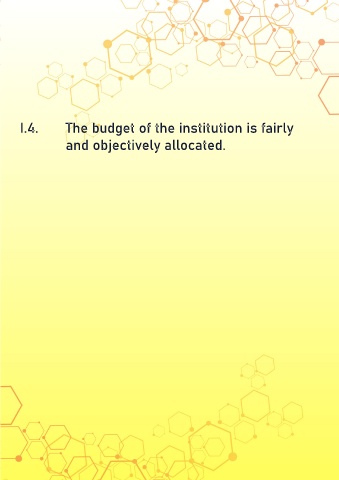 I.4. The budget of the institution is fairly
and objectively allocated.